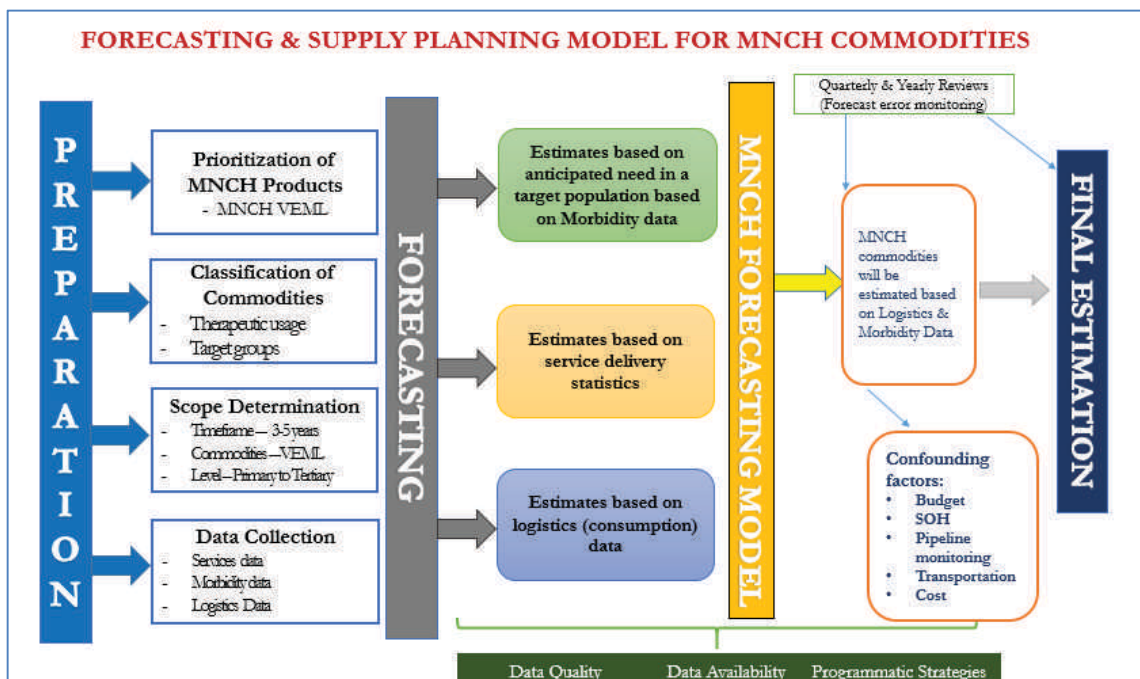 FORECASTING & SUPPLY PLANNING MODEL FOR MNCH COMMODITIES
PREPARATION
Prioritization of
MNCH Products
- MNCH VEML
Classification of
Commodities
- Therapeutic usage
- Target groups
Scope Determination
- Timeframe – 3-5 years
- Commodities – VEML
- Level – Primary to Tertiary
Data Collection
- Services data
- Morbidity data
- Logistics Data
FORECASTING
Estimates based on
anticipated need in a
target population based
on Morbidity data
Estimates based on
service delivery
statistics
Estimates based on
logistics (consumption)
data
MNCH FORECASTING MODEL
Quarterly & Yearly Reviews
(Forecast error monitoring)
MNCH
commodities
will be
estimated based
on Logistics &
Morbidity Data
Confounding
factors:
• Budget
• SOH
• Pipeline
monitoring
• Transportation
• Cost
FINAL ESTIMATION
Data Quality Data Availability Programmatic Strategies